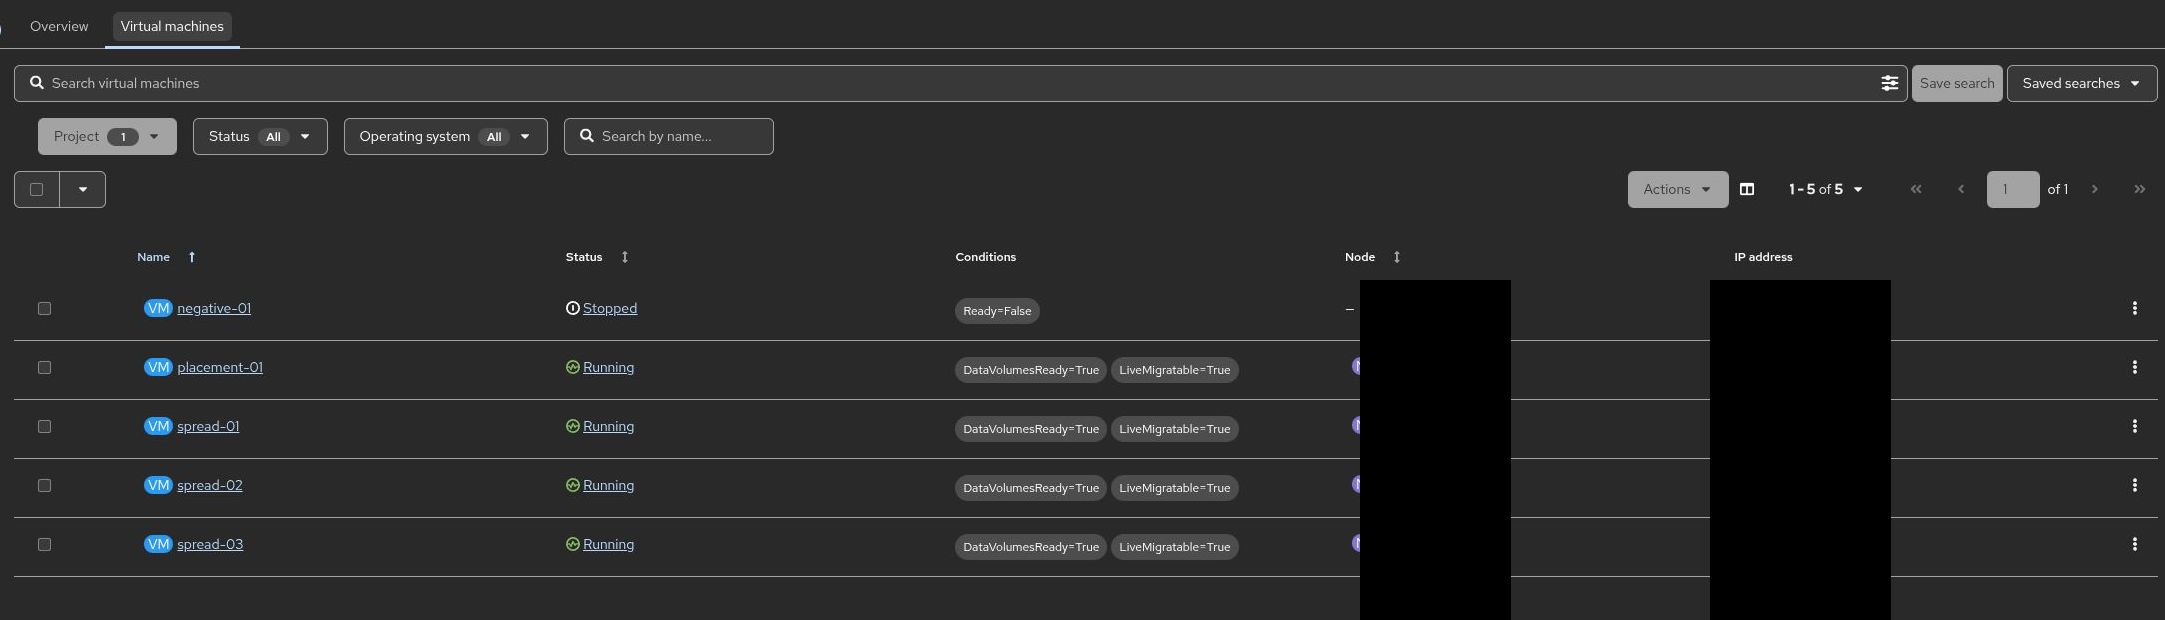 Overview Virtual machines
Search virtual machines Save search Saved searches
Project 1 Status All Operating system All Search by name...
Actions 1 - 5 of 5 1 of 1
Name Status Conditions Node IP address
VM negative-01 Stopped Ready=False –
VM placement-01 Running DataVolumesReady=True LiveMigratable=True
VM spread-01 Running DataVolumesReady=True LiveMigratable=True
VM spread-02 Running DataVolumesReady=True LiveMigratable=True
VM spread-03 Running DataVolumesReady=True LiveMigratable=True